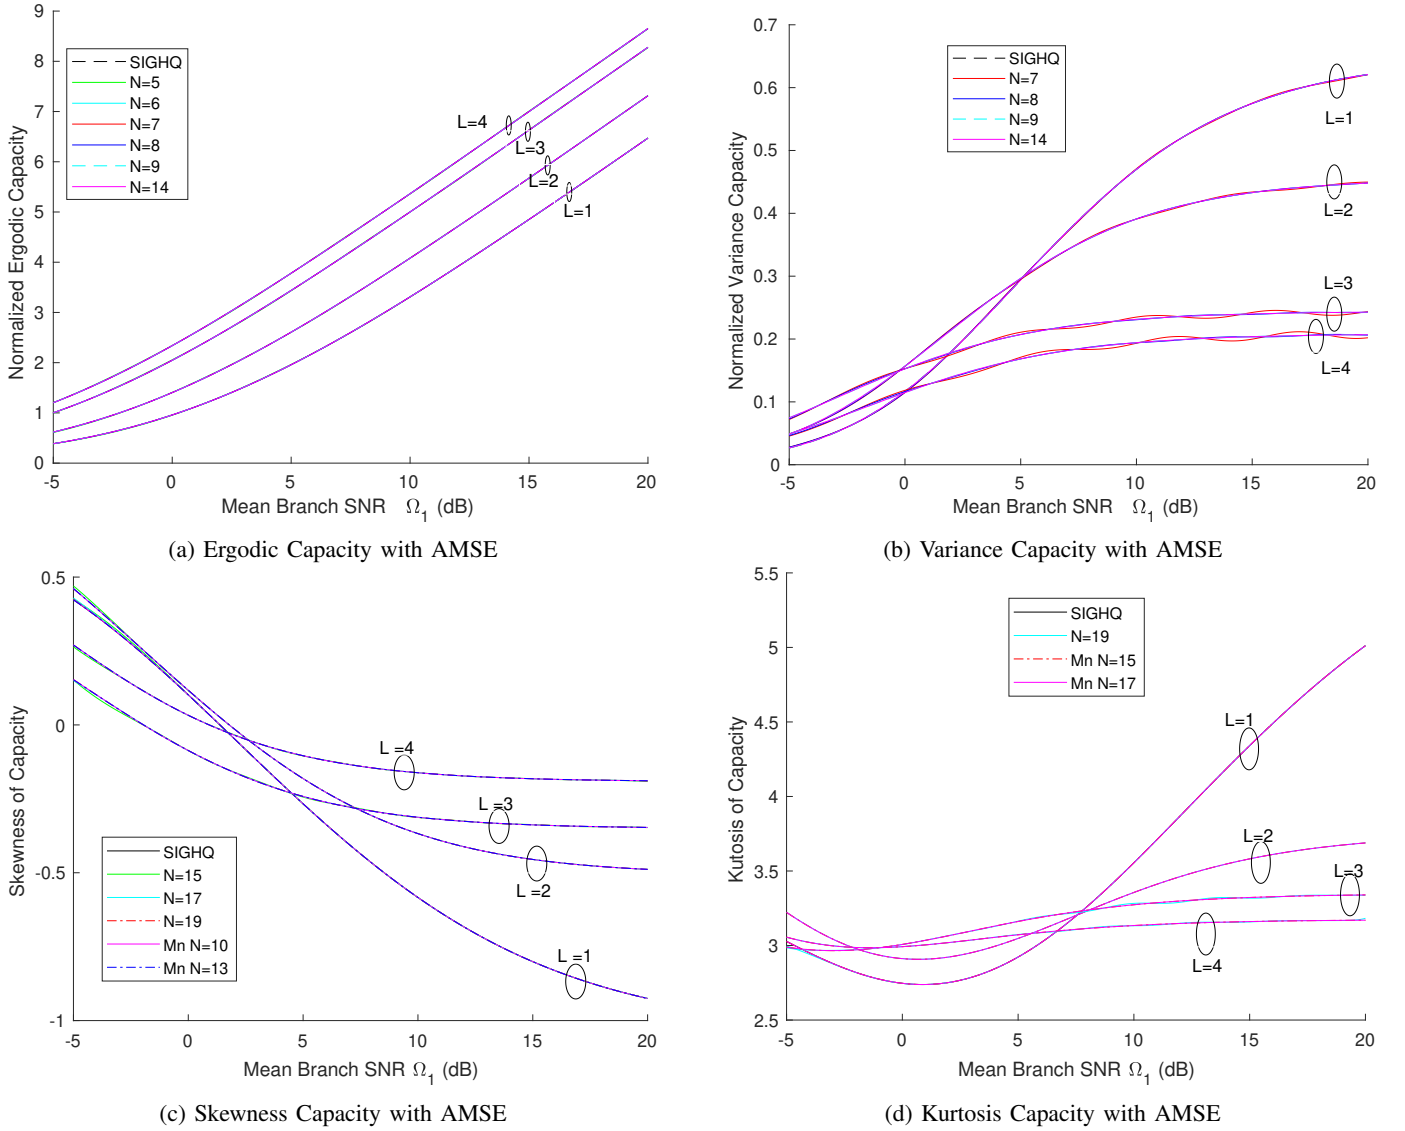 9
8
7
6
5
4
3
2
1
0
Normalized Ergodic Capacity
SIGHQ
N=5
N=6
N=7
N=8
N=9
N=14
L=4
L=3
L=2
L=1
-5 0 5 10 15 20
Mean Branch SNR Ω1 (dB)
(a) Ergodic Capacity with AMSE
0.7
0.6
0.5
0.4
0.3
0.2
0.1
0
Normalized Variance Capacity
SIGHQ
N=7
N=8
N=9
N=14
L=1
L=2
L=3
L=4
-5 0 5 10 15 20
Mean Branch SNR Ω1 (dB)
(b) Variance Capacity with AMSE
0.5
0
-0.5
-1
Skewness of Capacity
L =4
L =3
L =2
L =1
SIGHQ
N=15
N=17
N=19
Mn N=10
Mn N=13
-5 0 5 10 15 20
Mean Branch SNR Ω1 (dB)
(c) Skewness Capacity with AMSE
5.5
5
4.5
4
3.5
3
2.5
Kutosis of Capacity
SIGHQ
N=19
Mn N=15
Mn N=17
L=1
L=2
L=3
L=4
-5 0 5 10 15 20
Mean Branch SNR Ω1 (dB)
(d) Kurtosis Capacity with AMSE